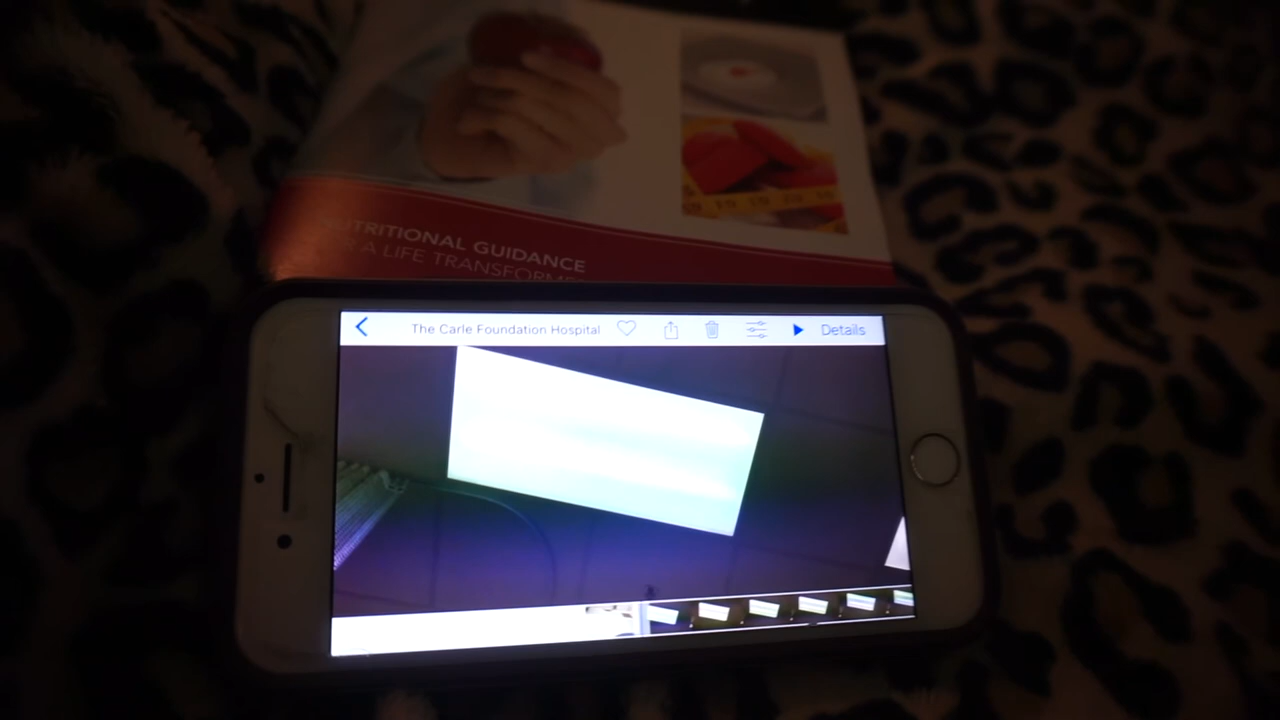 NUTRITIONAL GUIDANCE
A LIFE TRANSFORME
The Carle Foundation Hospital
Details